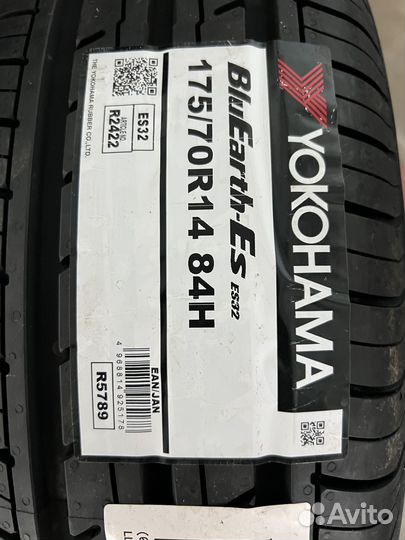 YOKOHAMA
BluEarth-Es ES32
175/70R14 84H
THE YOKOHAMA RUBBER CO.,LTD.
ES32
R2422
EAN/JAN
4 968814 925178
R5789
Avito